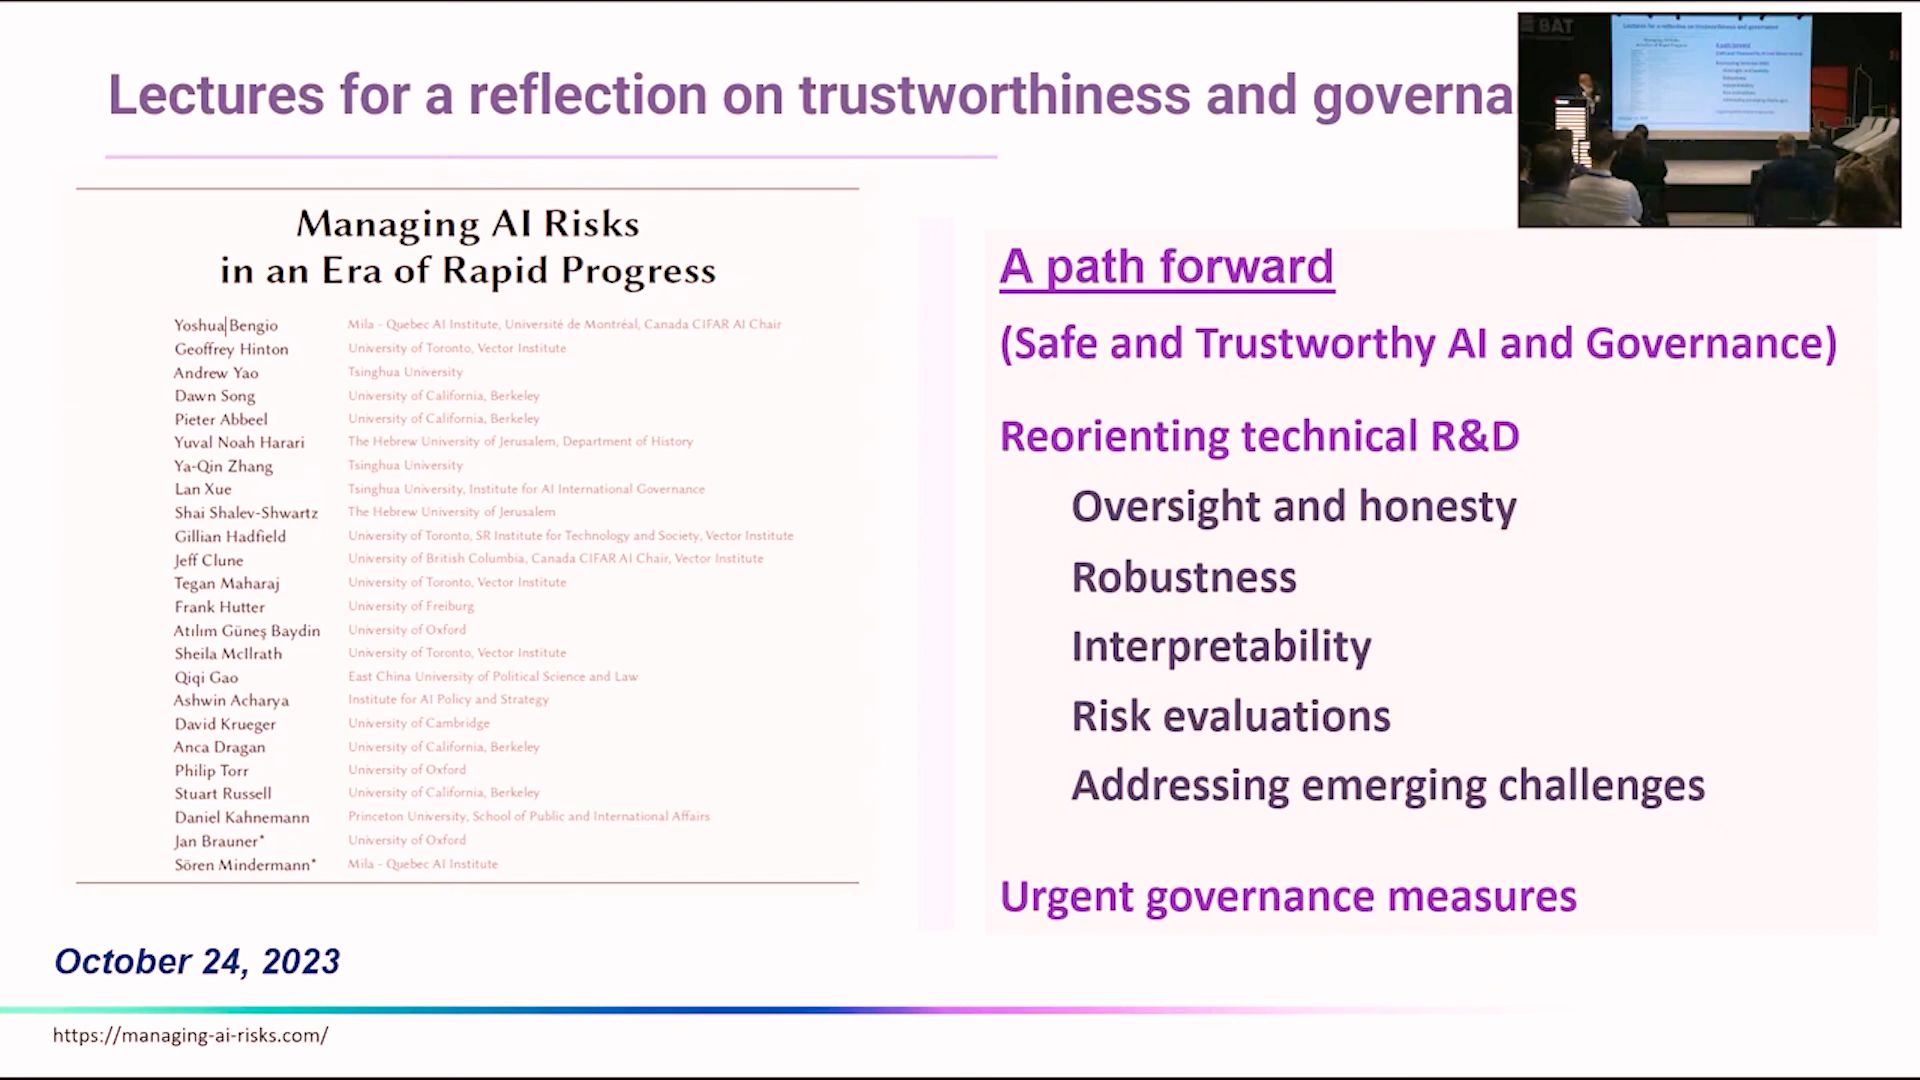 Lectures for a reflection on trustworthiness and governa
BAT
Managing AI Risks
in an Era of Rapid Progress
Yoshua Bengio Mila - Quebec AI Institute, Université de Montréal, Canada CIFAR AI Chair
Geoffrey Hinton University of Toronto, Vector Institute
Andrew Yao Tsinghua University
Dawn Song University of California, Berkeley
Pieter Abbeel University of California, Berkeley
Yuval Noah Harari The Hebrew University of Jerusalem, Department of History
Ya-Qin Zhang Tsinghua University
Lan Xue Tsinghua University, Institute for AI International Governance
Shai Shalev-Shwartz The Hebrew University of Jerusalem
Gillian Hadfield University of Toronto, SR Institute for Technology and Society, Vector Institute
Jeff Clune University of British Columbia, Canada CIFAR AI Chair, Vector Institute
Tegan Maharaj University of Toronto, Vector Institute
Frank Hutter University of Freiburg
Atılım Güneş Baydin University of Oxford
Sheila McIlrath University of Toronto, Vector Institute
Qiqi Gao East China University of Political Science and Law
Ashwin Acharya Institute for AI Policy and Strategy
David Krueger University of Cambridge
Anca Dragan University of California, Berkeley
Philip Torr University of Oxford
Stuart Russell University of California, Berkeley
Daniel Kahnemann Princeton University, School of Public and International Affairs
Jan Brauner* University of Oxford
Sören Mindermann* Mila - Quebec AI Institute
A path forward
(Safe and Trustworthy AI and Governance)
Reorienting technical R&D
Oversight and honesty
Robustness
Interpretability
Risk evaluations
Addressing emerging challenges
Urgent governance measures
October 24, 2023
https://managing-ai-risks.com/